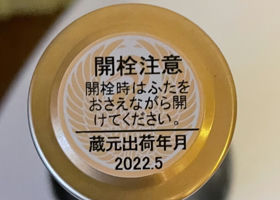 開栓注意
開栓時はふたを
おさえながら開
けてください。
蔵元出荷年月
2022.5